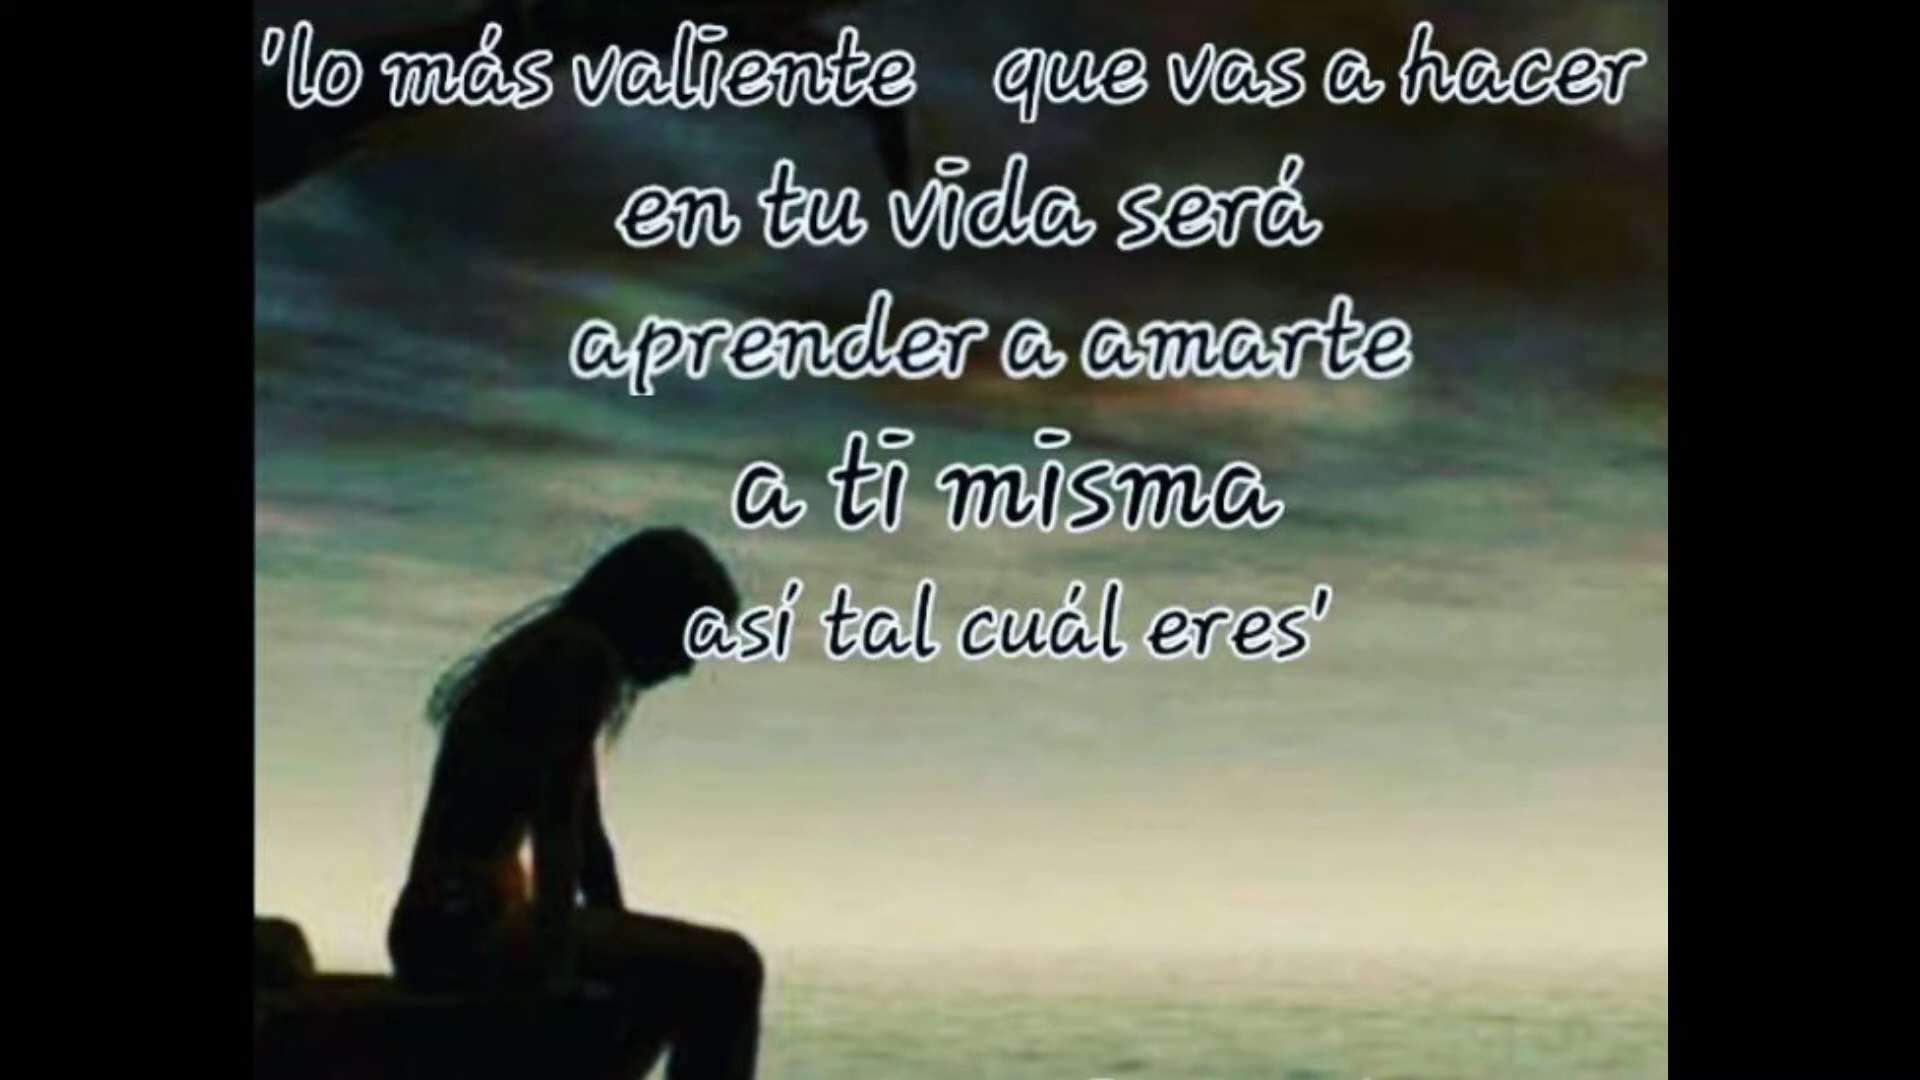 'lo más valiente que vas a hacer
en tu vida será
aprender a amarte
a ti misma
así tal cuál eres'